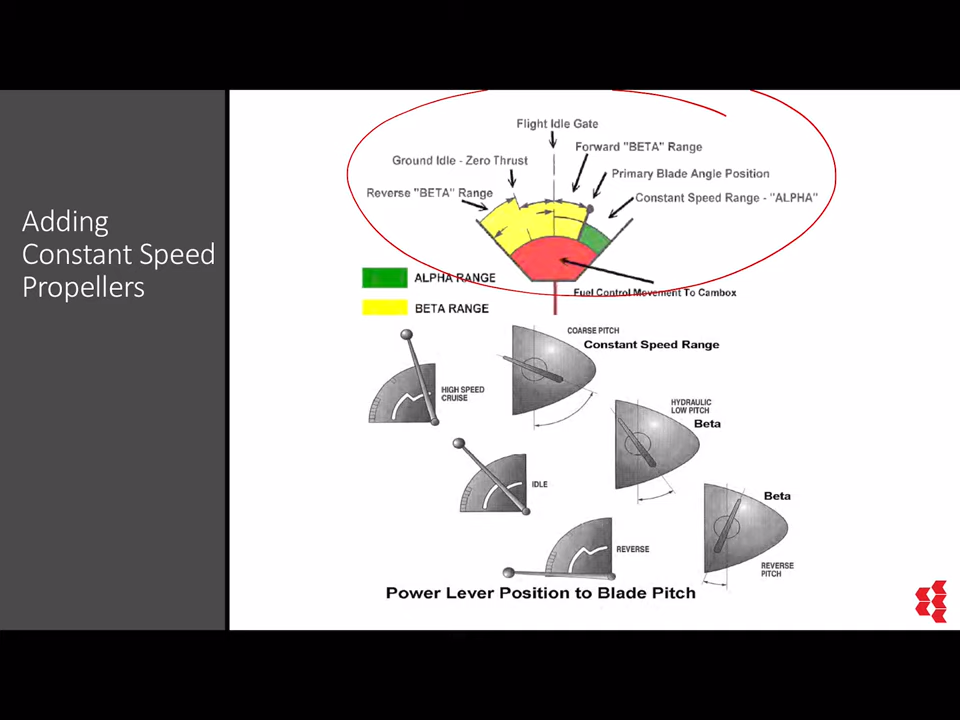 Adding
Constant Speed
Propellers
Flight Idle Gate
Forward "BETA" Range
Ground Idle - Zero Thrust
Primary Blade Angle Position
Reverse "BETA" Range
Constant Speed Range - "ALPHA"
ALPHA RANGE
Fuel Control Movement To Cambox
BETA RANGE
COARSE PITCH
Constant Speed Range
HIGH SPEED
CRUISE
HYDRAULIC
LOW PITCH
Beta
IDLE
Beta
REVERSE
REVERSE
PITCH
Power Lever Position to Blade Pitch